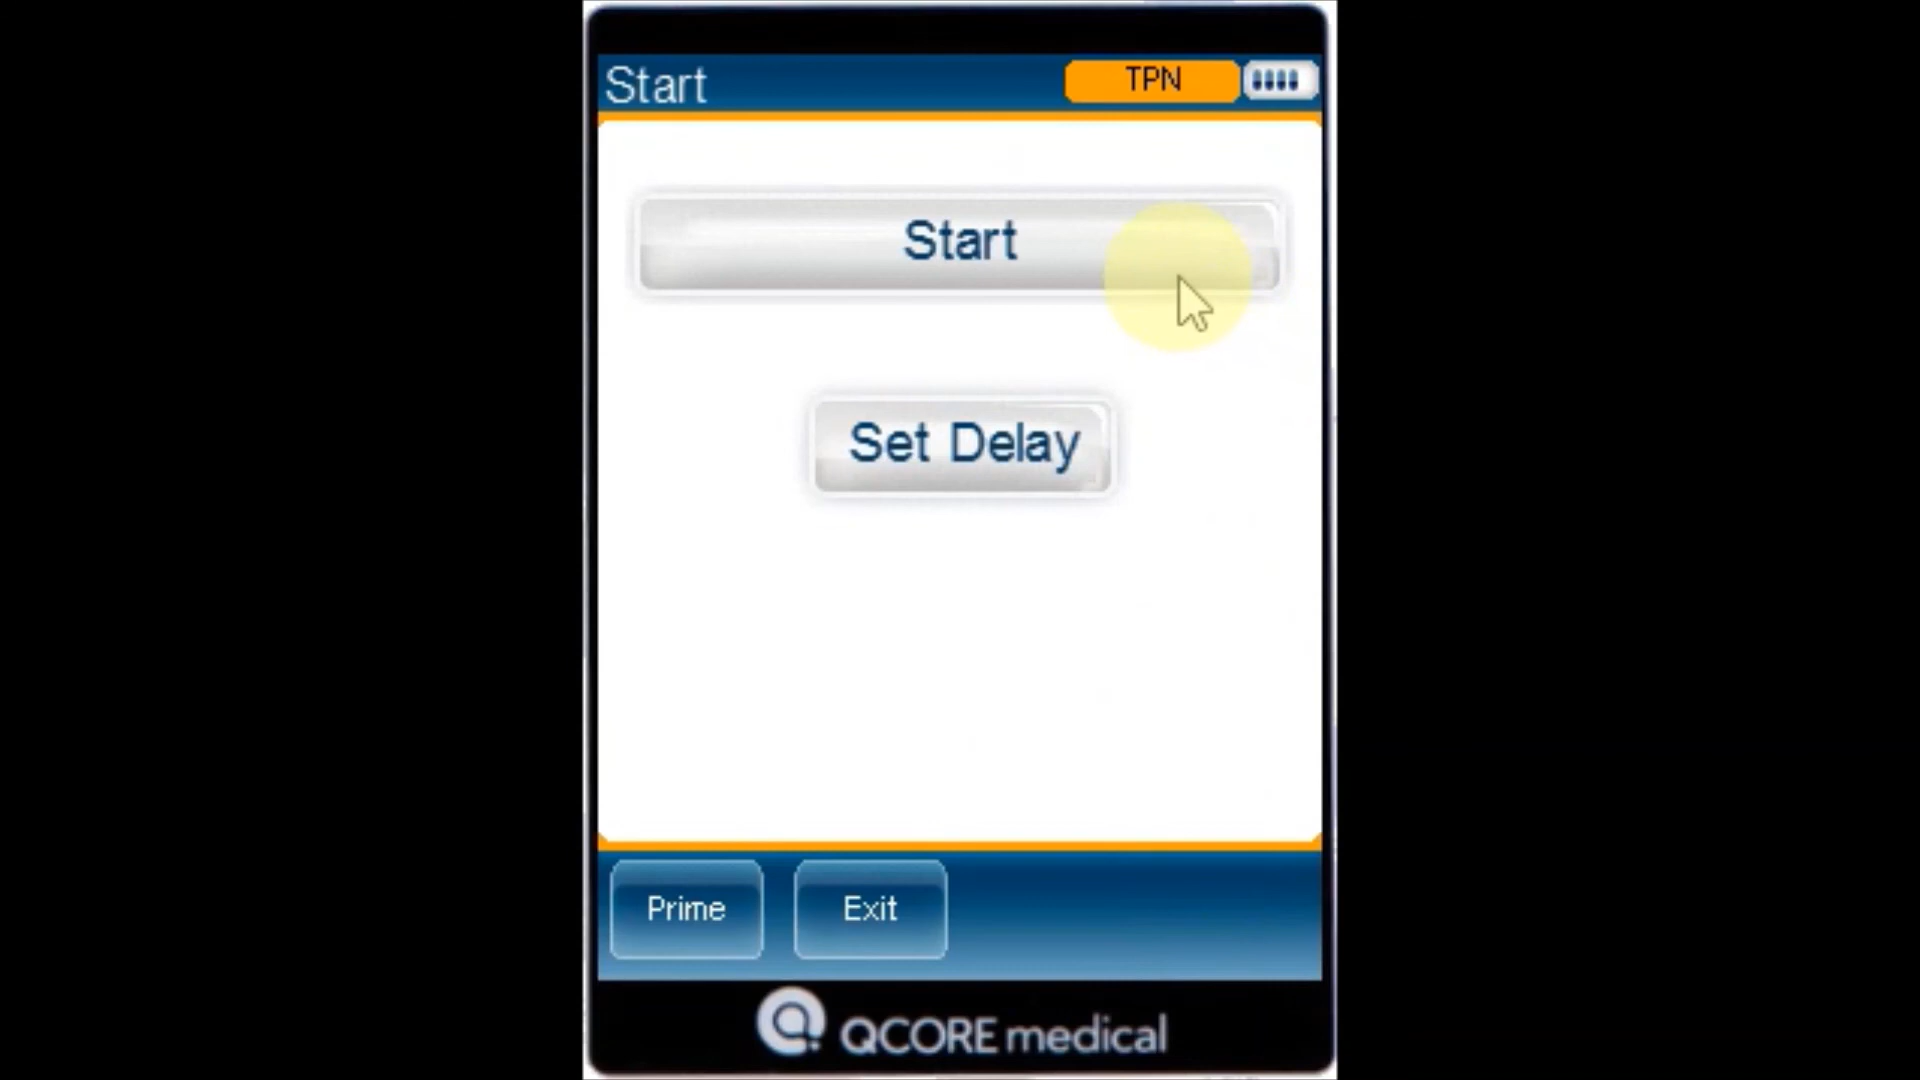 Start
TPN
Start
Set Delay
Prime
Exit
QCORE medical